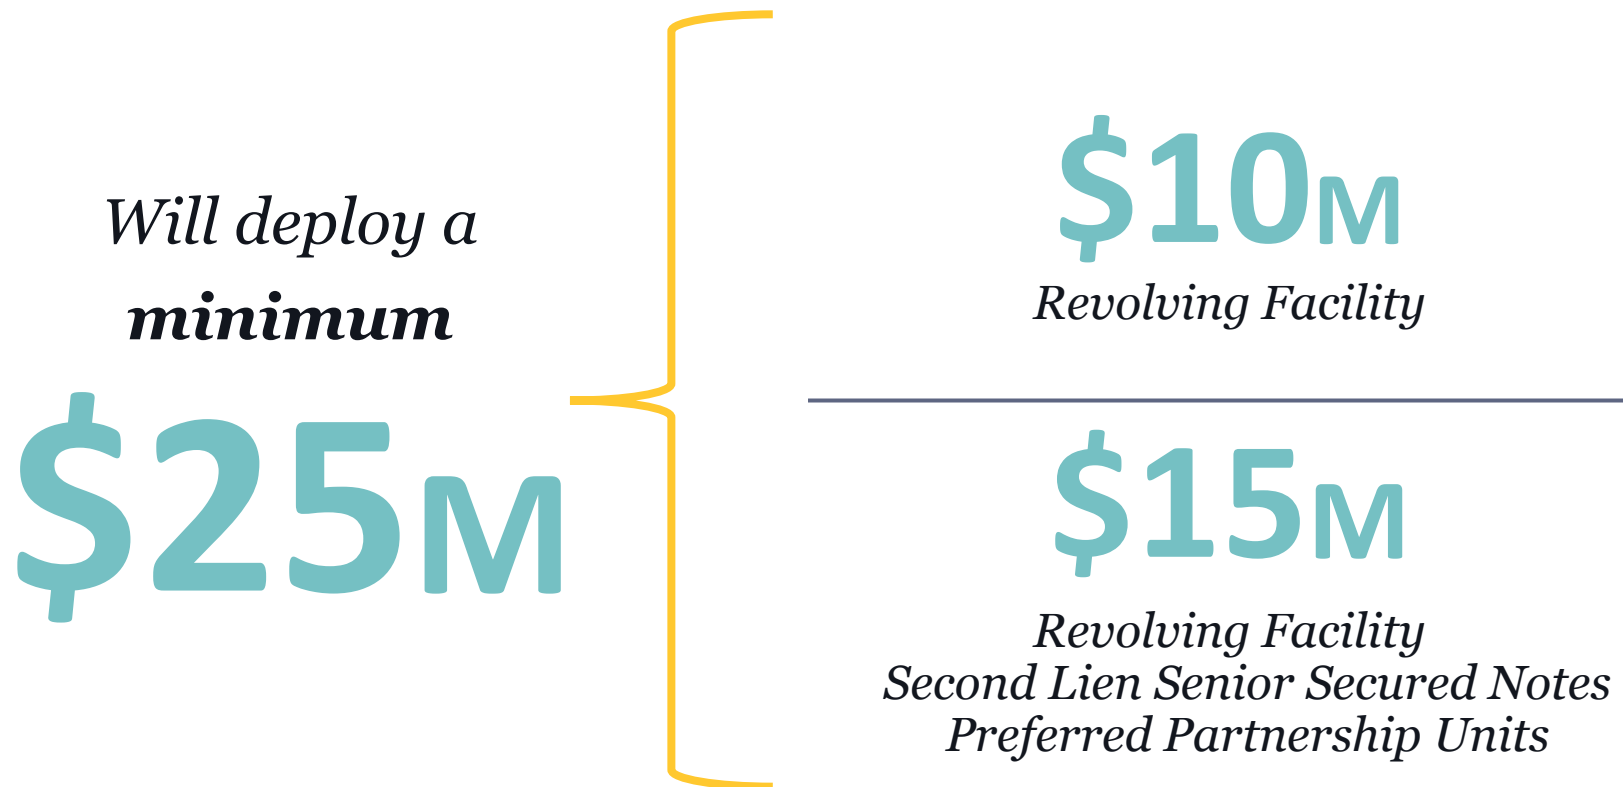 Will deploy a
minimum
$25M
$10M
Revolving Facility
$15M
Revolving Facility
Second Lien Senior Secured Notes
Preferred Partnership Units